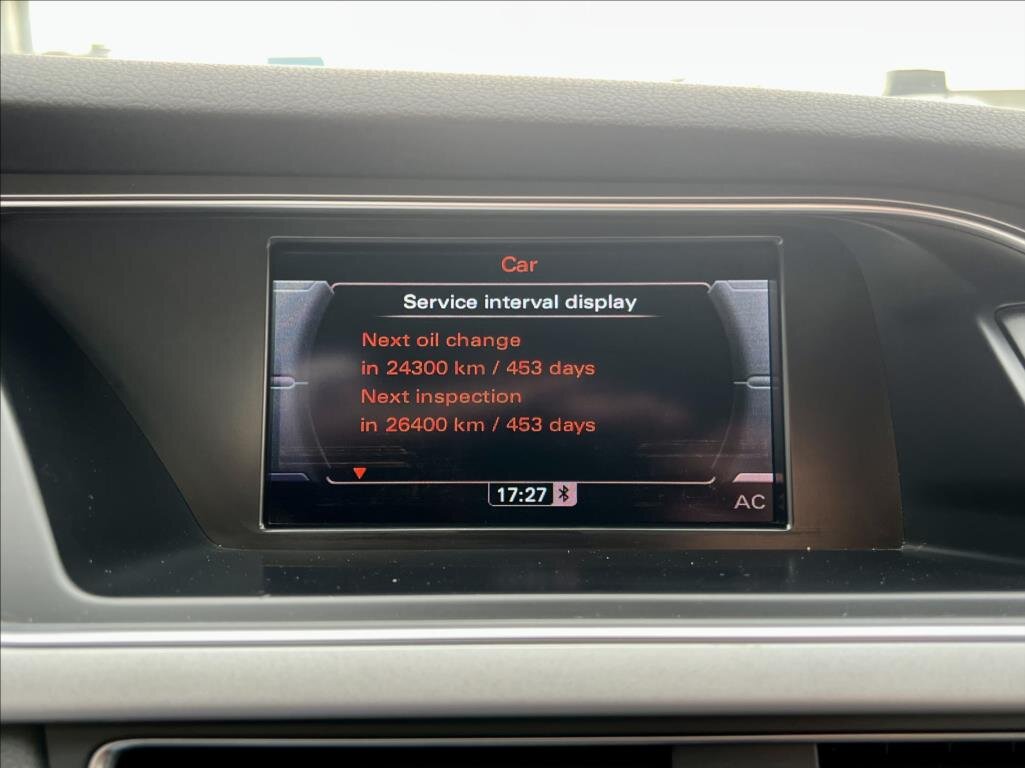 Car
Service interval display
Next oil change
in 24300 km / 453 days
Next inspection
in 26400 km / 453 days
17:27
AC